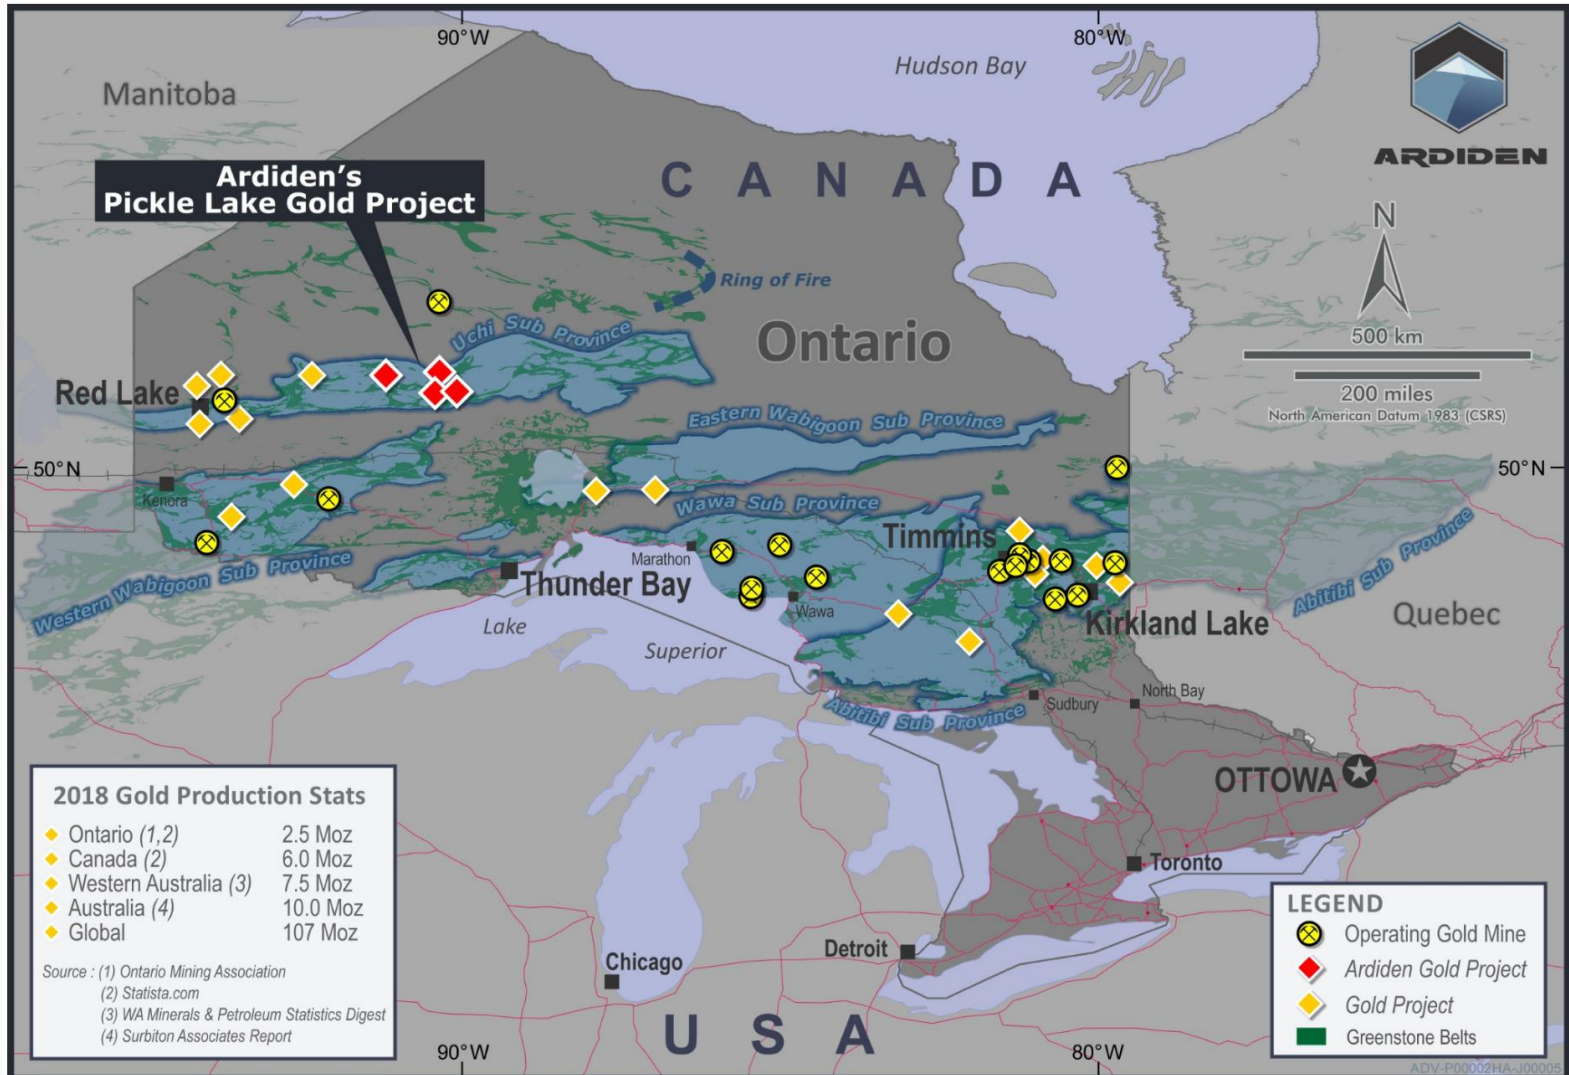 90°W
80°W
Hudson Bay
Manitoba
ARDIDEN
CANADA
Ardiden's
Pickle Lake Gold Project
N
Ring of Fire
500 km
Uchi Sub Province
Ontario
200 miles
Red Lake
North American Datum 1983 (CSRS)
Eastern Wabigoon Sub Province
50°N
50°N
Kenora
Wawa Sub Province
Timmins
Marathon
Abitibi Sub Province
Western Wabigoon Sub Province
Thunder Bay
Wawa
Kirkland Lake
Quebec
Lake
Superior
North Bay
Sudbury
Abitibi Sub Province
OTTOWA
2018 Gold Production Stats
Ontario (1,2) 2.5 Moz
Canada (2) 6.0 Moz
Western Australia (3) 7.5 Moz
Australia (4) 10.0 Moz
Global 107 Moz
Source : (1) Ontario Mining Association
(2) Statista.com
(3) WA Minerals & Petroleum Statistics Digest
(4) Surbiton Associates Report
Toronto
Detroit
Chicago
LEGEND
Operating Gold Mine
Ardiden Gold Project
Gold Project
Greenstone Belts
USA
90°W
80°W
ADV-P00002HA-J00005